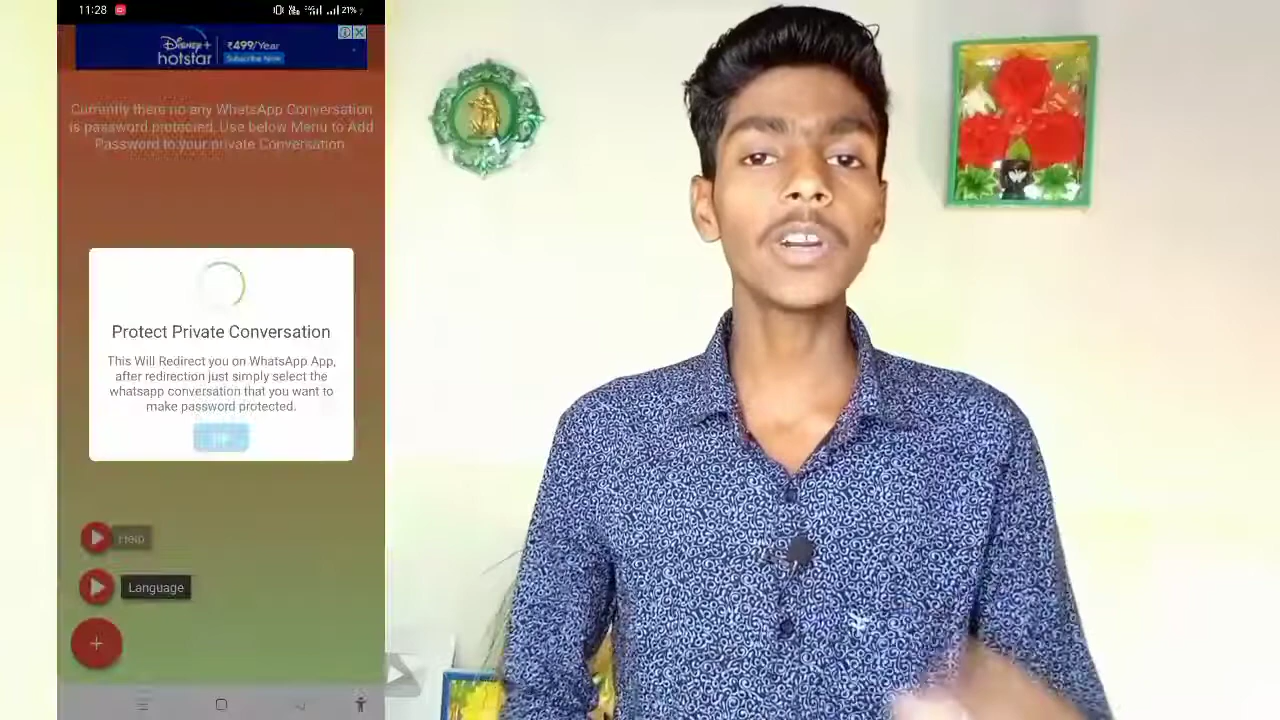 11:28
21%
Disney+
hotstar
₹499/Year
Subscribe Now
Currently there no any WhatsApp Conversation
is password protected, Use below Menu to Add
Password to your private Conversation
Protect Private Conversation
This Will Redirect you on WhatsApp App,
after redirection just simply select the
whatsapp conversation that you want to
make password protected.
Help
Language